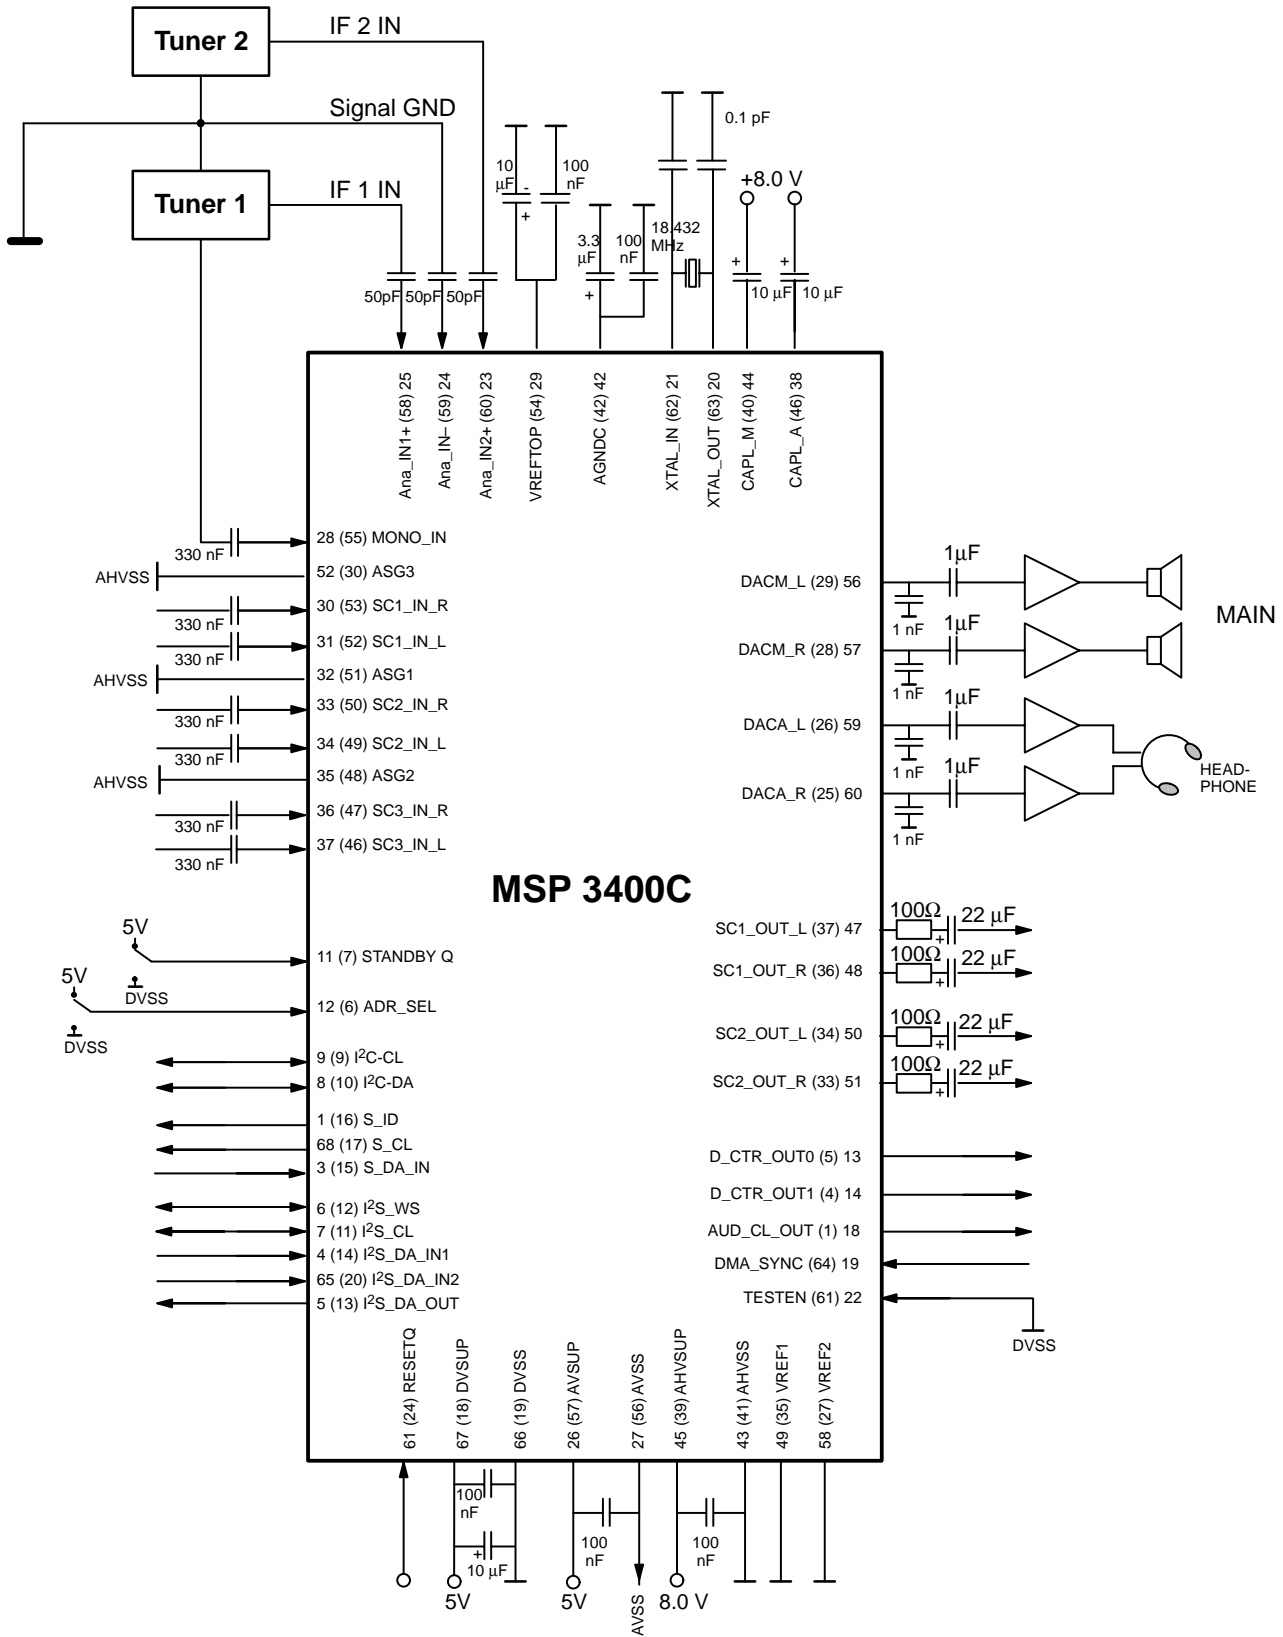 Tuner 2
IF 2 IN
Signal GND
Tuner 1
IF 1 IN
10
μF
-
+
100
nF
3.3
μF
+
100
nF
18.432
MHz
0.1 pF
+8.0 V
+
10 μF
+
10 μF
50pF 50pF 50pF
Ana_IN1+ (58) 25
Ana_IN– (59) 24
Ana_IN2+ (60) 23
VREFTOP (54) 29
AGNDC (42) 42
XTAL_IN (62) 21
XTAL_OUT (63) 20
CAPL_M (40) 44
CAPL_A (46) 38
330 nF
28 (55) MONO_IN
AHVSS
52 (30) ASG3
330 nF
30 (53) SC1_IN_R
330 nF
31 (52) SC1_IN_L
AHVSS
32 (51) ASG1
330 nF
33 (50) SC2_IN_R
330 nF
34 (49) SC2_IN_L
AHVSS
35 (48) ASG2
330 nF
36 (47) SC3_IN_R
330 nF
37 (46) SC3_IN_L
MSP 3400C
5V
DVSS
11 (7) STANDBY Q
5V
DVSS
12 (6) ADR_SEL
9 (9) I2C-CL
8 (10) I2C-DA
1 (16) S_ID
68 (17) S_CL
3 (15) S_DA_IN
6 (12) I2S_WS
7 (11) I2S_CL
4 (14) I2S_DA_IN1
65 (20) I2S_DA_IN2
5 (13) I2S_DA_OUT
DACM_L (29) 56
1μF
1 nF
DACM_R (28) 57
1μF
1 nF
MAIN
DACA_L (26) 59
1μF
1 nF
DACA_R (25) 60
1μF
1 nF
HEAD-
PHONE
SC1_OUT_L (37) 47
100Ω
+
22 μF
SC1_OUT_R (36) 48
100Ω
+
22 μF
SC2_OUT_L (34) 50
100Ω
+
22 μF
SC2_OUT_R (33) 51
100Ω
+
22 μF
D_CTR_OUT0 (5) 13
D_CTR_OUT1 (4) 14
AUD_CL_OUT (1) 18
DMA_SYNC (64) 19
TESTEN (61) 22
DVSS
61 (24) RESETQ
67 (18) DVSUP
66 (19) DVSS
26 (57) AVSUP
27 (56) AVSS
45 (39) AHVSUP
43 (41) AHVSS
49 (35) VREF1
58 (27) VREF2
100
nF
+
10 μF
5V
100
nF
5V
AVSS
100
nF
8.0 V